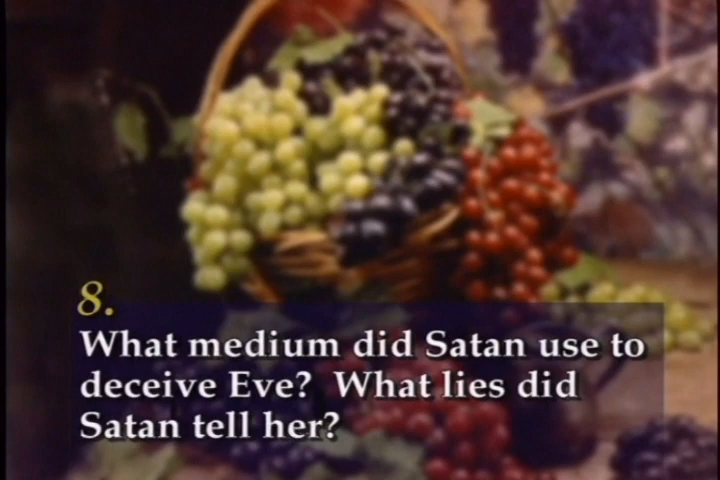 8.
What medium did Satan use to
deceive Eve?  What lies did
Satan tell her?